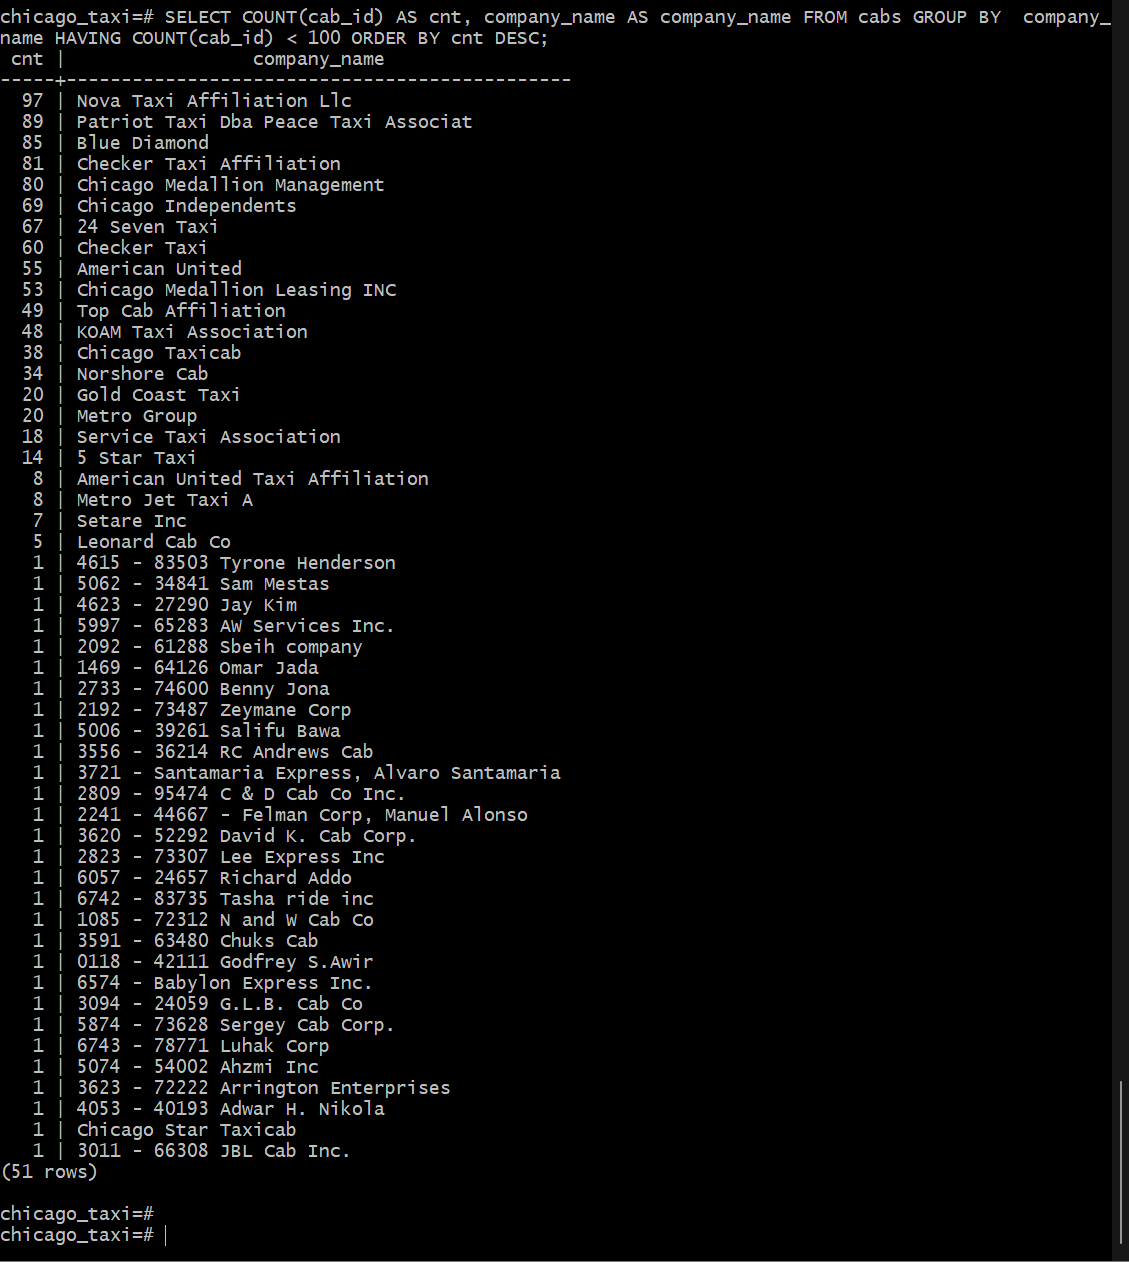 chicago_taxi=# SELECT COUNT(cab_id) AS cnt, company_name AS company_name FROM cabs GROUP BY  company_
name HAVING COUNT(cab_id) < 100 ORDER BY cnt DESC;
 cnt |                 company_name
-----+----------------------------------------------
  97 | Nova Taxi Affiliation Llc
  89 | Patriot Taxi Dba Peace Taxi Associat
  85 | Blue Diamond
  81 | Checker Taxi Affiliation
  80 | Chicago Medallion Management
  69 | Chicago Independents
  67 | 24 Seven Taxi
  60 | Checker Taxi
  55 | American United
  53 | Chicago Medallion Leasing INC
  49 | Top Cab Affiliation
  48 | KOAM Taxi Association
  38 | Chicago Taxicab
  34 | Norshore Cab
  20 | Gold Coast Taxi
  20 | Metro Group
  18 | Service Taxi Association
  14 | 5 Star Taxi
   8 | American United Taxi Affiliation
   8 | Metro Jet Taxi A
   7 | Setare Inc
   5 | Leonard Cab Co
   1 | 4615 - 83503 Tyrone Henderson
   1 | 5062 - 34841 Sam Mestas
   1 | 4623 - 27290 Jay Kim
   1 | 5997 - 65283 AW Services Inc.
   1 | 2092 - 61288 Sbeih company
   1 | 1469 - 64126 Omar Jada
   1 | 2733 - 74600 Benny Jona
   1 | 2192 - 73487 Zeymane Corp
   1 | 5006 - 39261 Salifu Bawa
   1 | 3556 - 36214 RC Andrews Cab
   1 | 3721 - Santamaria Express, Alvaro Santamaria
   1 | 2809 - 95474 C & D Cab Co Inc.
   1 | 2241 - 44667 - Felman Corp, Manuel Alonso
   1 | 3620 - 52292 David K. Cab Corp.
   1 | 2823 - 73307 Lee Express Inc
   1 | 6057 - 24657 Richard Addo
   1 | 6742 - 83735 Tasha ride inc
   1 | 1085 - 72312 N and W Cab Co
   1 | 3591 - 63480 Chuks Cab
   1 | 0118 - 42111 Godfrey S.Awir
   1 | 6574 - Babylon Express Inc.
   1 | 3094 - 24059 G.L.B. Cab Co
   1 | 5874 - 73628 Sergey Cab Corp.
   1 | 6743 - 78771 Luhak Corp
   1 | 5074 - 54002 Ahzmi Inc
   1 | 3623 - 72222 Arrington Enterprises
   1 | 4053 - 40193 Adwar H. Nikola
   1 | Chicago Star Taxicab
   1 | 3011 - 66308 JBL Cab Inc.
(51 rows)

chicago_taxi=#
chicago_taxi=#